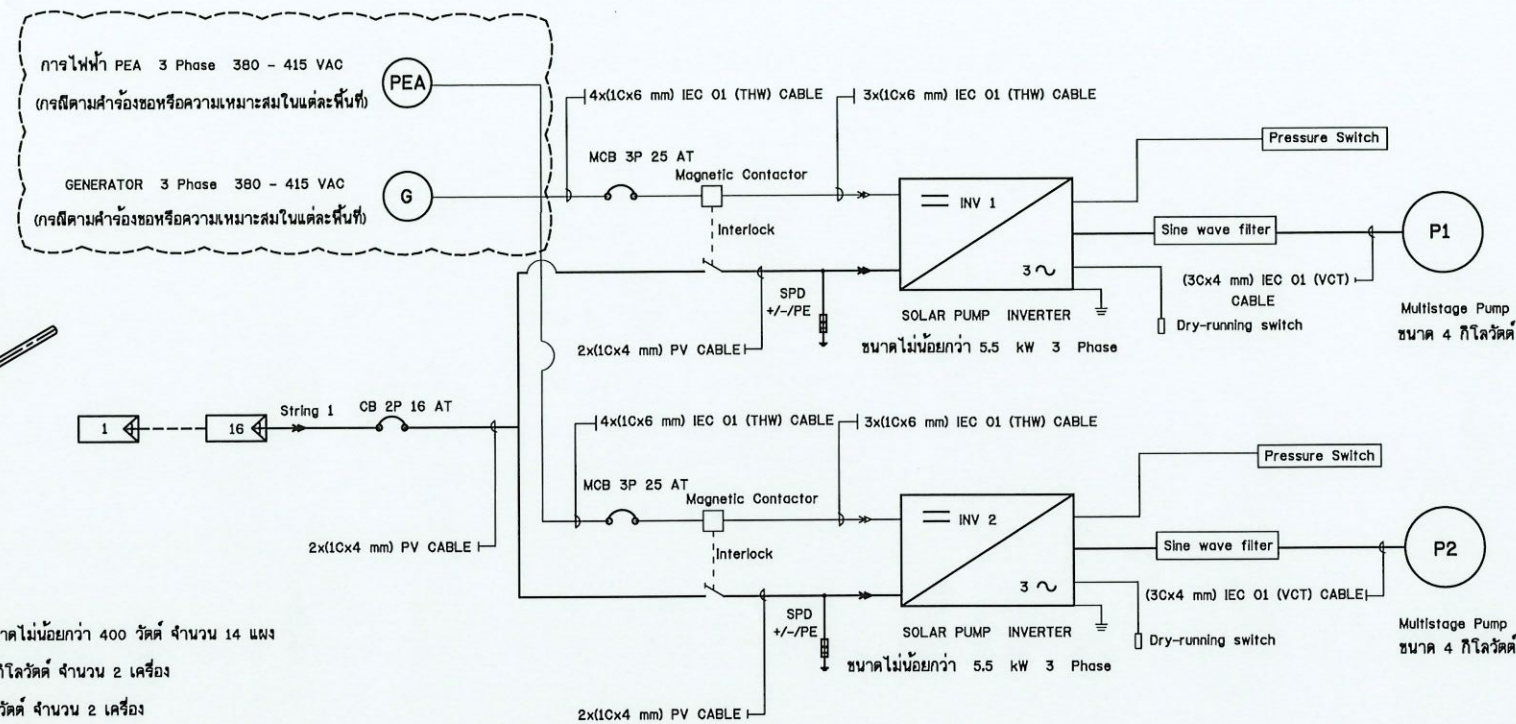 การไฟฟ้า PEA 3 Phase 380 - 415 VAC
(กรณีตามคำร้องขอหรือความเหมาะสมในแต่ละพื้นที่)
PEA
GENERATOR 3 Phase 380 - 415 VAC
(กรณีตามคำร้องขอหรือความเหมาะสมในแต่ละพื้นที่)
G
4x(1Cx6 mm) IEC 01 (THW) CABLE
3x(1Cx6 mm) IEC 01 (THW) CABLE
MCB 3P 25 AT
Magnetic Contactor
Interlock
SPD
+/-/PE
2x(1Cx4 mm) PV CABLE
INV 1
3 ~
SOLAR PUMP INVERTER
ขนาดไม่น้อยกว่า 5.5 kW 3 Phase
Pressure Switch
Sine wave filter
(3Cx4 mm) IEC 01 (VCT)
CABLE
Dry-running switch
P1
Multistage Pump
ขนาด 4 กิโลวัตต์
1
16
String 1
CB 2P 16 AT
2x(1Cx4 mm) PV CABLE
4x(1Cx6 mm) IEC 01 (THW) CABLE
3x(1Cx6 mm) IEC 01 (THW) CABLE
MCB 3P 25 AT
Magnetic Contactor
Interlock
SPD
+/-/PE
2x(1Cx4 mm) PV CABLE
INV 2
3 ~
SOLAR PUMP INVERTER
ขนาดไม่น้อยกว่า 5.5 kW 3 Phase
Pressure Switch
Sine wave filter
(3Cx4 mm) IEC 01 (VCT) CABLE
Dry-running switch
P2
Multistage Pump
ขนาด 4 กิโลวัตต์
ไม่น้อยกว่า 400 วัตต์ จำนวน 14 แผง
กิโลวัตต์ จำนวน 2 เครื่อง
วัตต์ จำนวน 2 เครื่อง